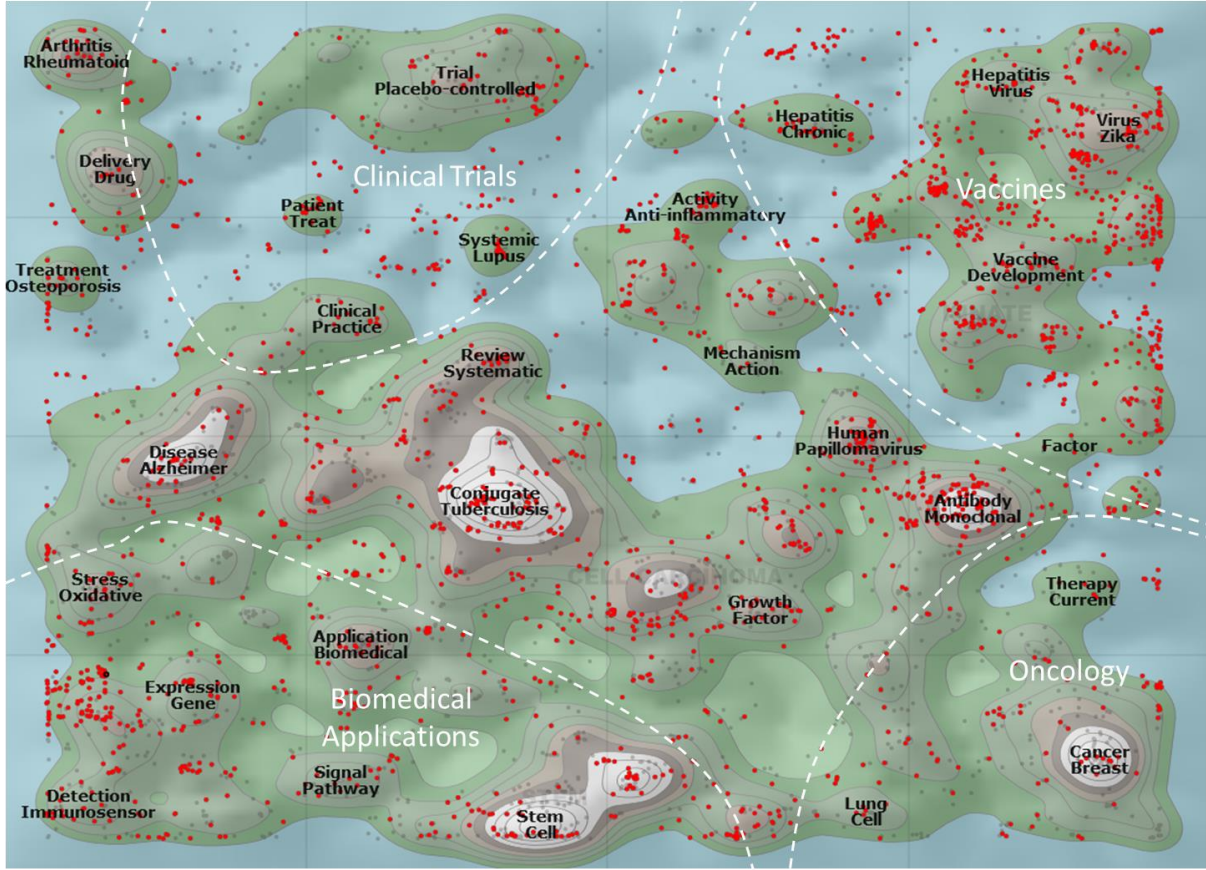 Arthritis
Rheumatoid
Trial
Placebo-controlled
Hepatitis
Virus
Hepatitis
Chronic
Virus
Zika
Delivery
Drug
Clinical Trials
Vaccines
Patient
Treat
Activity
Anti-inflammatory
Systemic
Lupus
Vaccine
Development
Treatment
Osteoporosis
Clinical
Practice
Review
Systematic
Mechanism
Action
Human
Papillomavirus
Factor
Disease
Alzheimer
Conjugate
Tuberculosis
Antibody
Monoclonal
Stress
Oxidative
Therapy
Current
Growth
Factor
Application
Biomedical
Oncology
Expression
Gene
Biomedical
Applications
Cancer
Breast
Signal
Pathway
Detection
Immunosensor
Stem
Cell
Lung
Cell